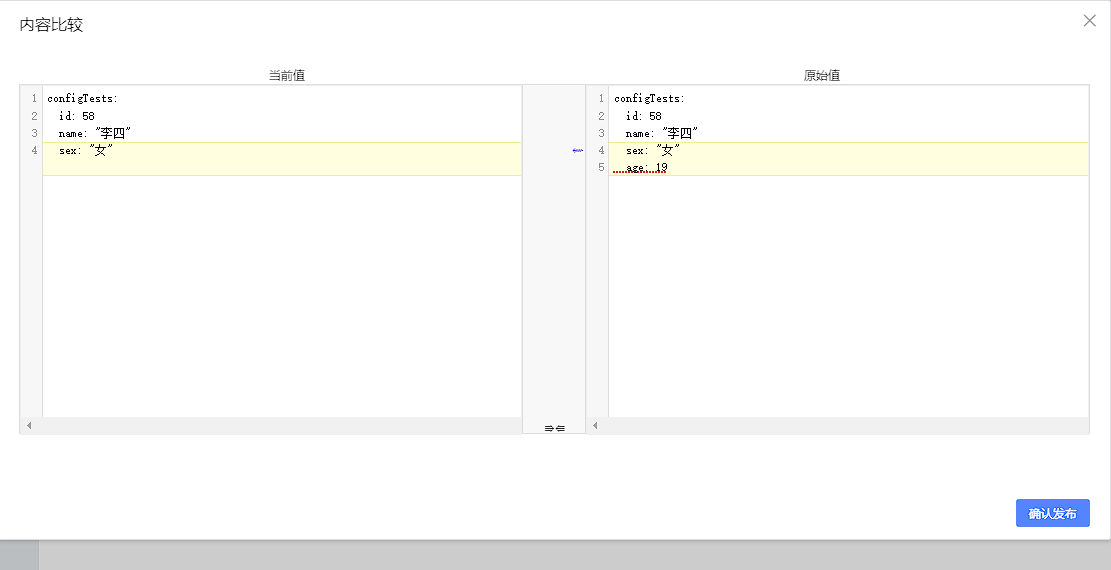 内容比较
当前值
1 configTests:
2   id: 58
3   name: "李四"
4   sex: "女"
原始值
1 configTests:
2   id: 58
3   name: "李四"
4   sex: "女"
5   age: 19
确认发布